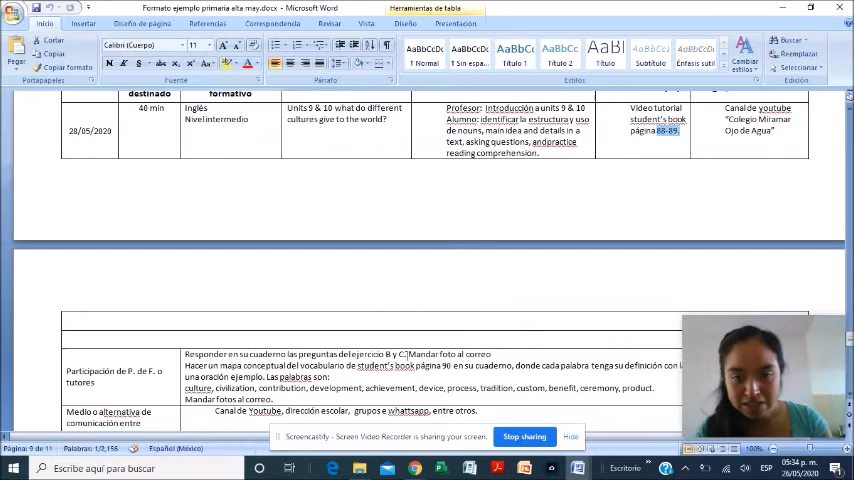 Formato ejemplo primaria alta may.docx - Microsoft Word
Herramientas de tabla
Inicio Insertar Diseño de página Referencias Correspondencia Revisar Vista Diseño Presentación
Pegar
Cortar
Copiar
Copiar formato
Portapapeles
Calibri (Cuerpo) 11
Fuente
Párrafo
AaBbCcDc AaBbCcDc AaBbC AaBbCc AaBl AaBbCc. AaBbCcDc
¶ Normal ¶ Sin espa... Título 1 Título 2 Título Subtítulo Énfasis sutil
Cambiar estilos
Estilos
Buscar
Reemplazar
Seleccionar
Edición
destinado formativo
28/05/2020
40 min
Inglés
Nivel intermedio
Units 9 & 10 what do different
cultures give to the world?
Profesor: Introducción a units 9 & 10
Alumno: identificar la estructura y uso
de nouns, main idea and details in a
text, asking questions, andpractice
reading comprehension.
Video tutorial
student's book
página 88-89.
Canal de youtube
"Colegio Miramar
Ojo de Agua"
Participación de P. de F. o
tutores
Responder en su cuaderno las preguntas del ejercicio B y C. Mandar foto al correo
Hacer un mapa conceptual del vocabulario de student's book página 90 en su cuaderno, donde cada palabra tenga su definición con la
una oración ejemplo. Las palabras son:
culture, civilization, contribution, development, achievement, device, process, tradition, custom, benefit, ceremony, product.
Mandar fotos al correo.
Medio o alternativa de
comunicación entre
Canal de Youtube, dirección escolar, grupos e whattsapp, entre otros.
Screencastify - Screen Video Recorder is sharing your screen. Stop sharing Hide
Página: 9 de 11 Palabras: 1/2,156 Español (México) 100%
Escribe aquí para buscar
Escritorio
ESP
05:34 p. m.
26/05/2020